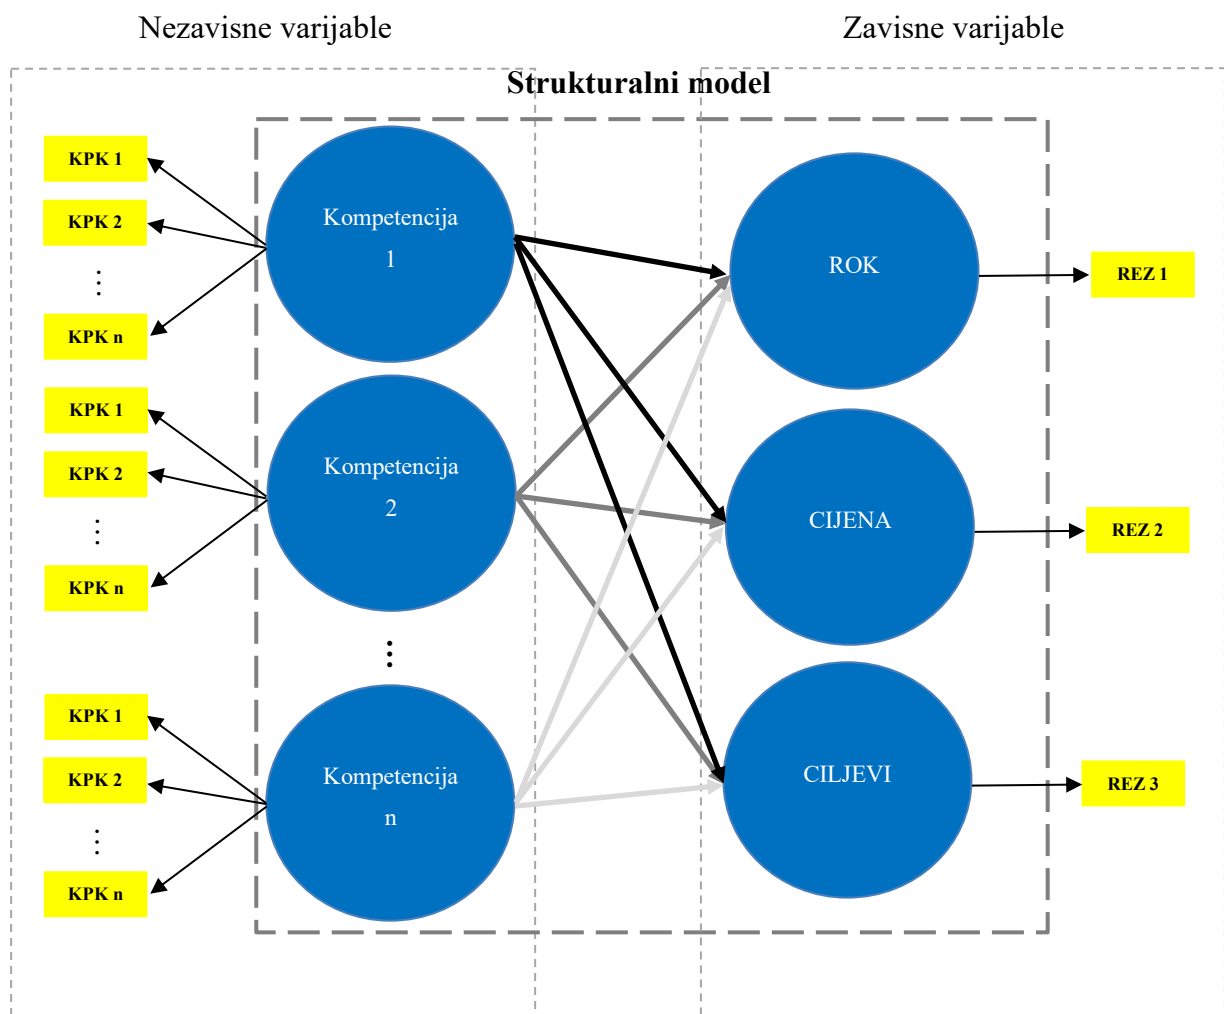 Nezavisne varijable
Zavisne varijable
Strukturalni model
KPK 1
KPK 2
⋮
KPK n
Kompetencija
1
ROK
REZ 1
KPK 1
KPK 2
⋮
KPK n
Kompetencija
2
CIJENA
REZ 2
⋮
KPK 1
KPK 2
⋮
KPK n
Kompetencija
n
CILJEVI
REZ 3